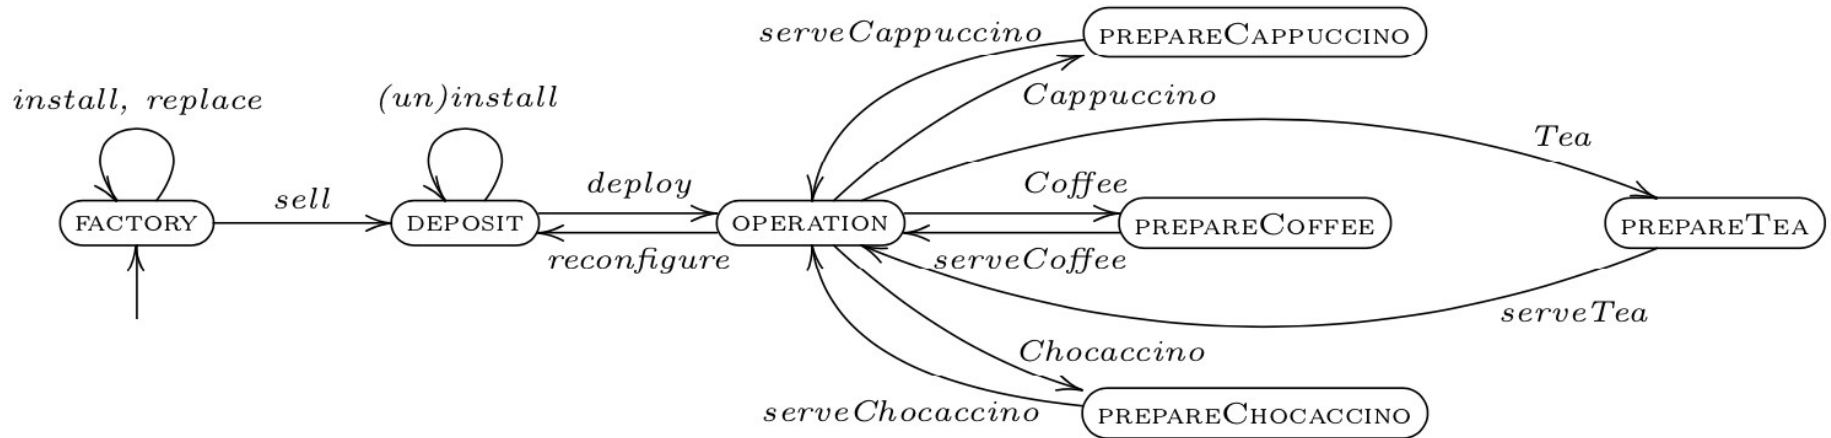 serveCappuccino
PREPARECAPPUCCINO
install, replace
(un)install
Cappuccino
Tea
sell
deploy
Coffee
FACTORY
DEPOSIT
OPERATION
PREPARECOFFEE
PREPARETEA
reconfigure
serveCoffee
serveTea
Chocaccino
serveChocaccino
PREPARECHOCACCINO